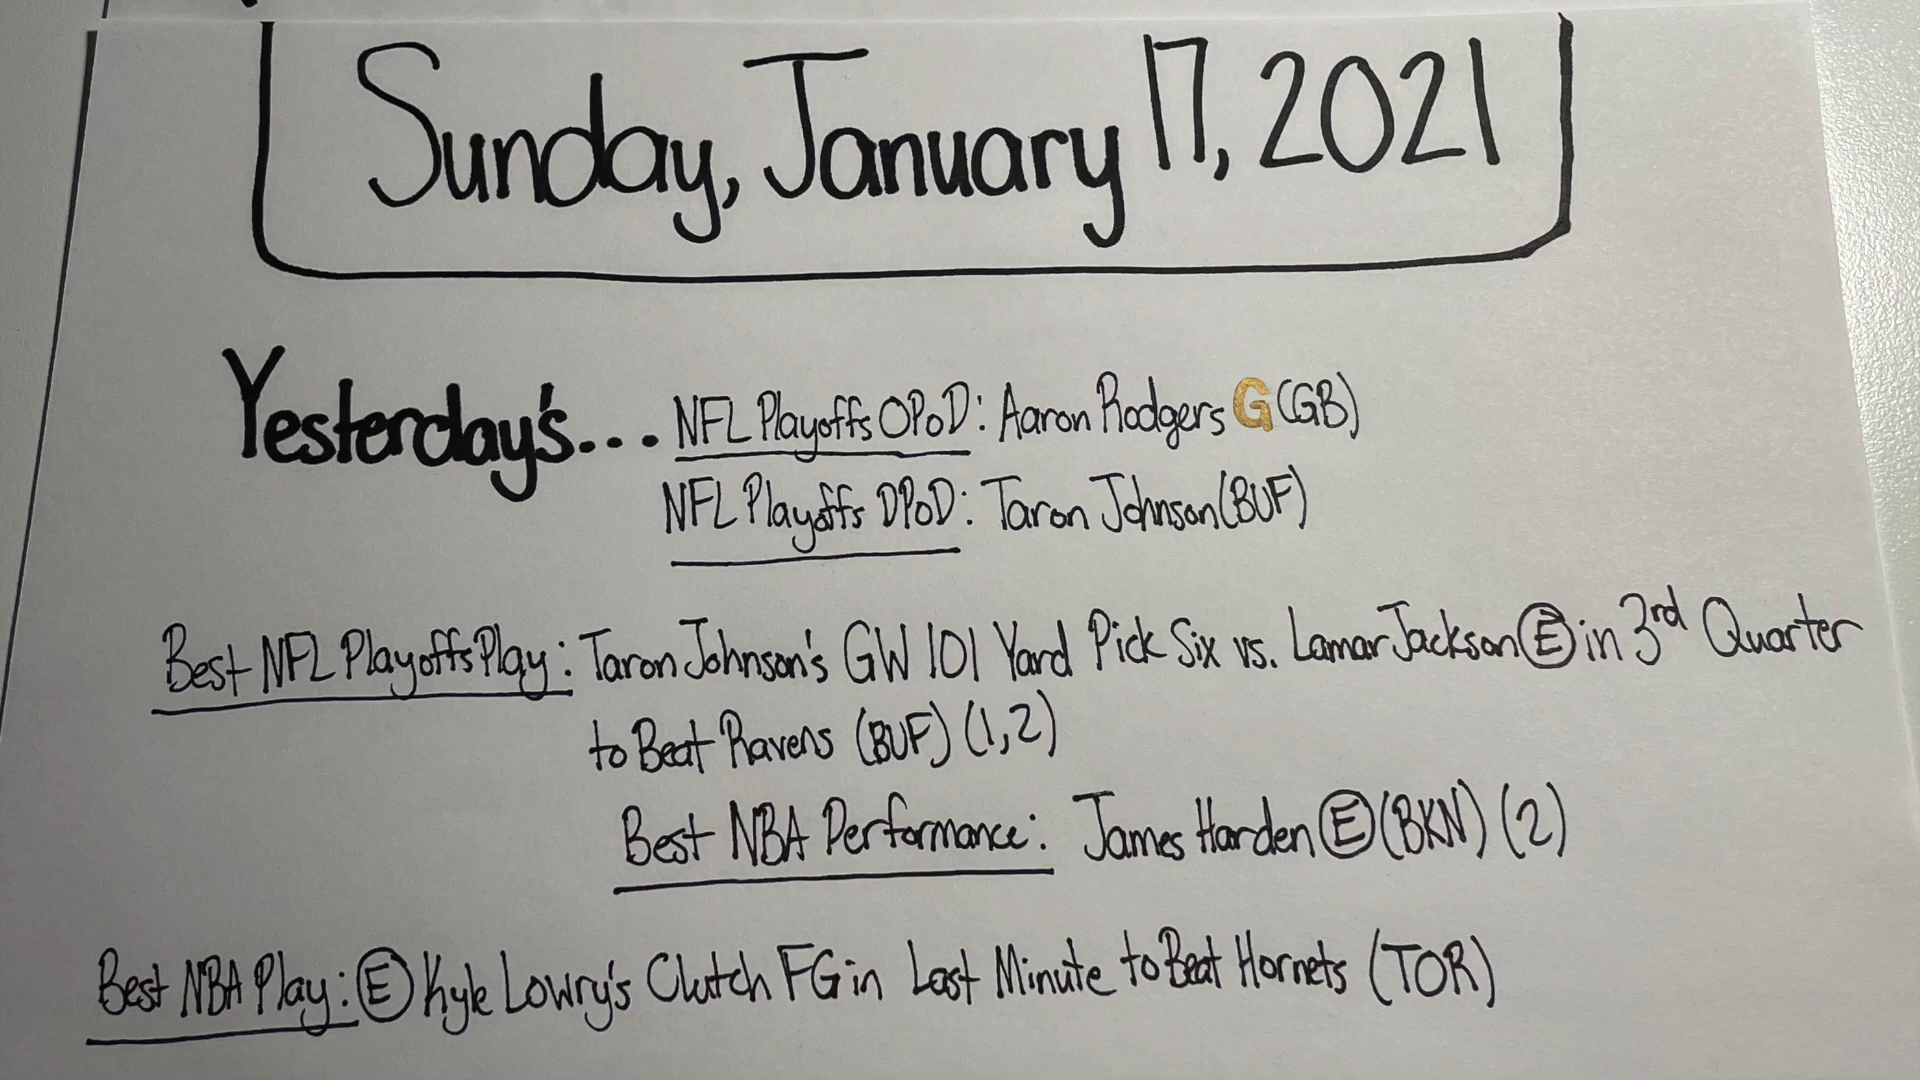 Sunday, January 17, 2021
Yesterday's... NFL Playoffs OPoD: Aaron Rodgers G (GB)
NFL Playoffs DPoD: Taron Johnson (BUF)
Best NFL Playoffs Play: Taron Johnson's GW 101 Yard Pick Six vs. Lamar Jackson Ⓔ in 3rd Quarter
to Beat Ravens (BUF) (1,2)
Best NBA Performance: James Harden Ⓔ (BKN) (2)
Best NBA Play: Ⓔ Kyle Lowry's Clutch FG in Last Minute to Beat Hornets (TOR)